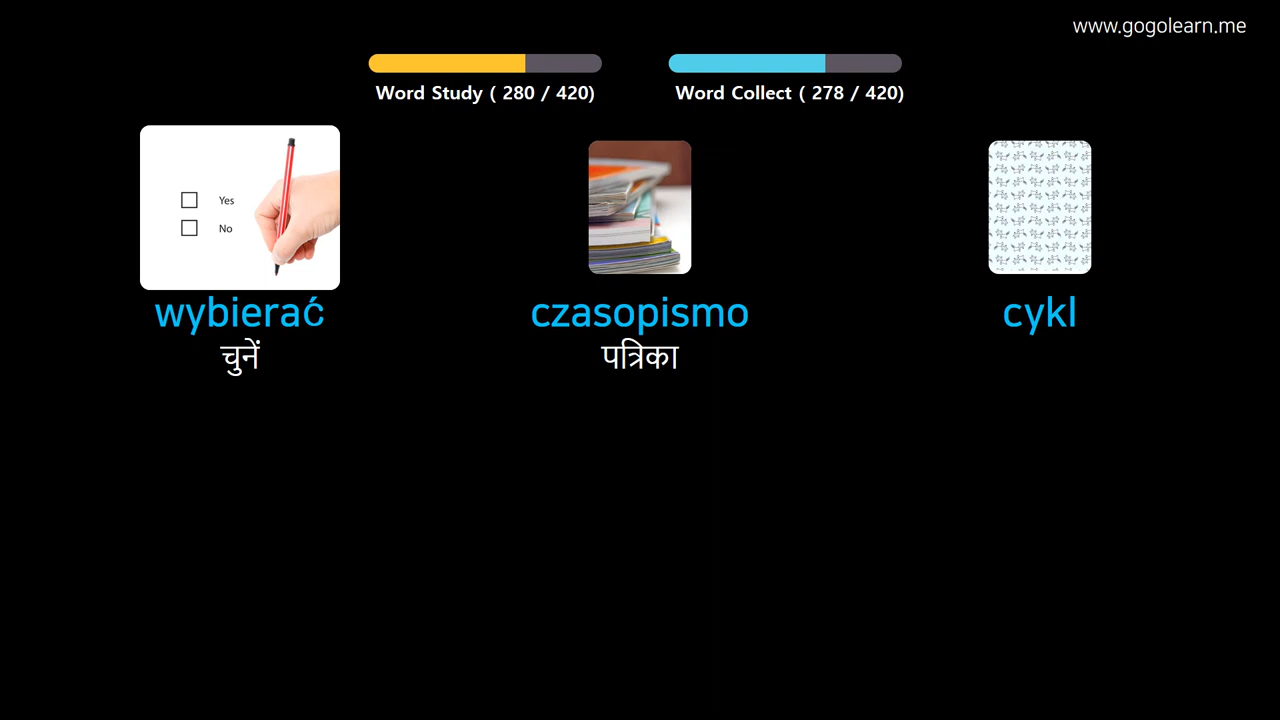 www.gogolearn.me
Word Study ( 280 / 420)
Word Collect ( 278 / 420)
Yes
No
wybierać
चुनें
czasopismo
पत्रिका
cykl